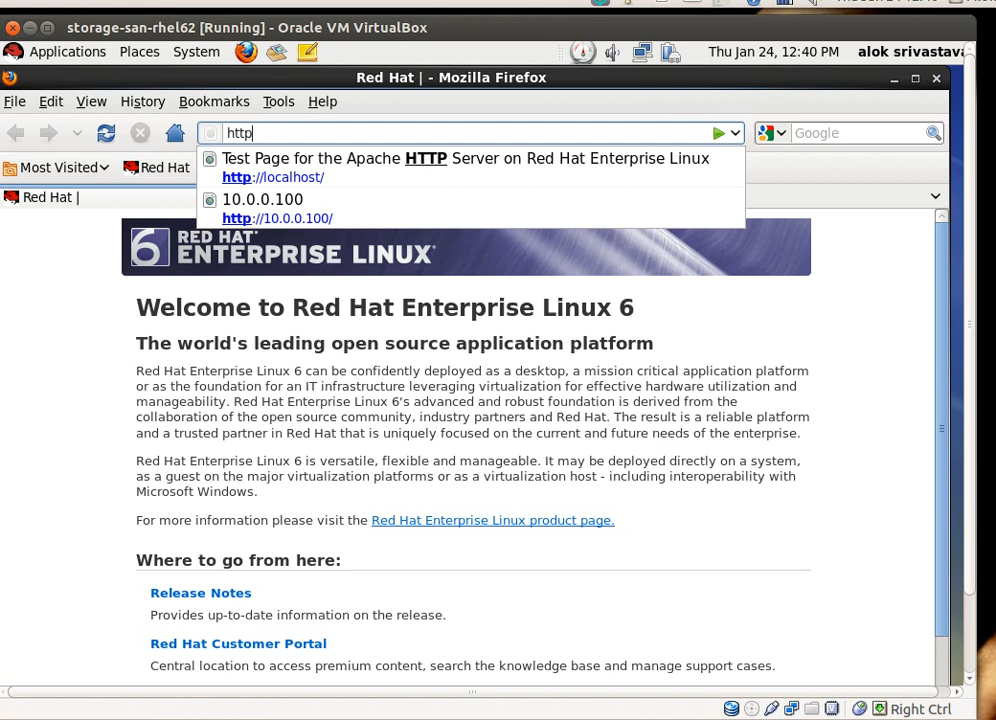 storage-san-rhel62 [Running] - Oracle VM VirtualBox
Applications Places System Thu Jan 24, 12:40 PM alok srivastava
Red Hat | - Mozilla Firefox
File Edit View History Bookmarks Tools Help
http Google
Most Visited Red Hat
Test Page for the Apache HTTP Server on Red Hat Enterprise Linux
http://localhost/
Red Hat |
10.0.0.100
http://10.0.0.100/
6 RED HAT
ENTERPRISE LINUX
Welcome to Red Hat Enterprise Linux 6
The world's leading open source application platform
Red Hat Enterprise Linux 6 can be confidently deployed as a desktop, a mission critical application platform
or as the foundation for an IT infrastructure leveraging virtualization for effective hardware utilization and
manageability. Red Hat Enterprise Linux 6's advanced and robust foundation is derived from the
collaboration of the open source community, industry partners and Red Hat. The result is a reliable platform
and a trusted partner in Red Hat that is uniquely focused on the current and future needs of the enterprise.
Red Hat Enterprise Linux 6 is versatile, flexible and manageable. It may be deployed directly on a system,
as a guest on the major virtualization platforms or as a virtualization host - including interoperability with
Microsoft Windows.
For more information please visit the Red Hat Enterprise Linux product page.
Where to go from here:
Release Notes
Provides up-to-date information on the release.
Red Hat Customer Portal
Central location to access premium content, search the knowledge base and manage support cases.
Right Ctrl